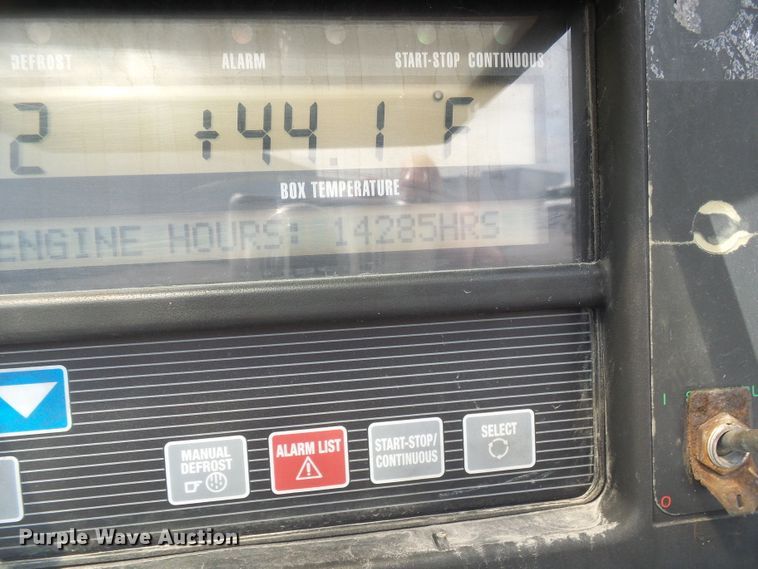 DEFROST ALARM START-STOP CONTINUOUS
2 +44.1 °F
BOX TEMPERATURE
ENGINE HOURS: 14285HRS
MANUAL DEFROST
ALARM LIST
START-STOP/ CONTINUOUS
SELECT
I
O
Purple Wave Auction